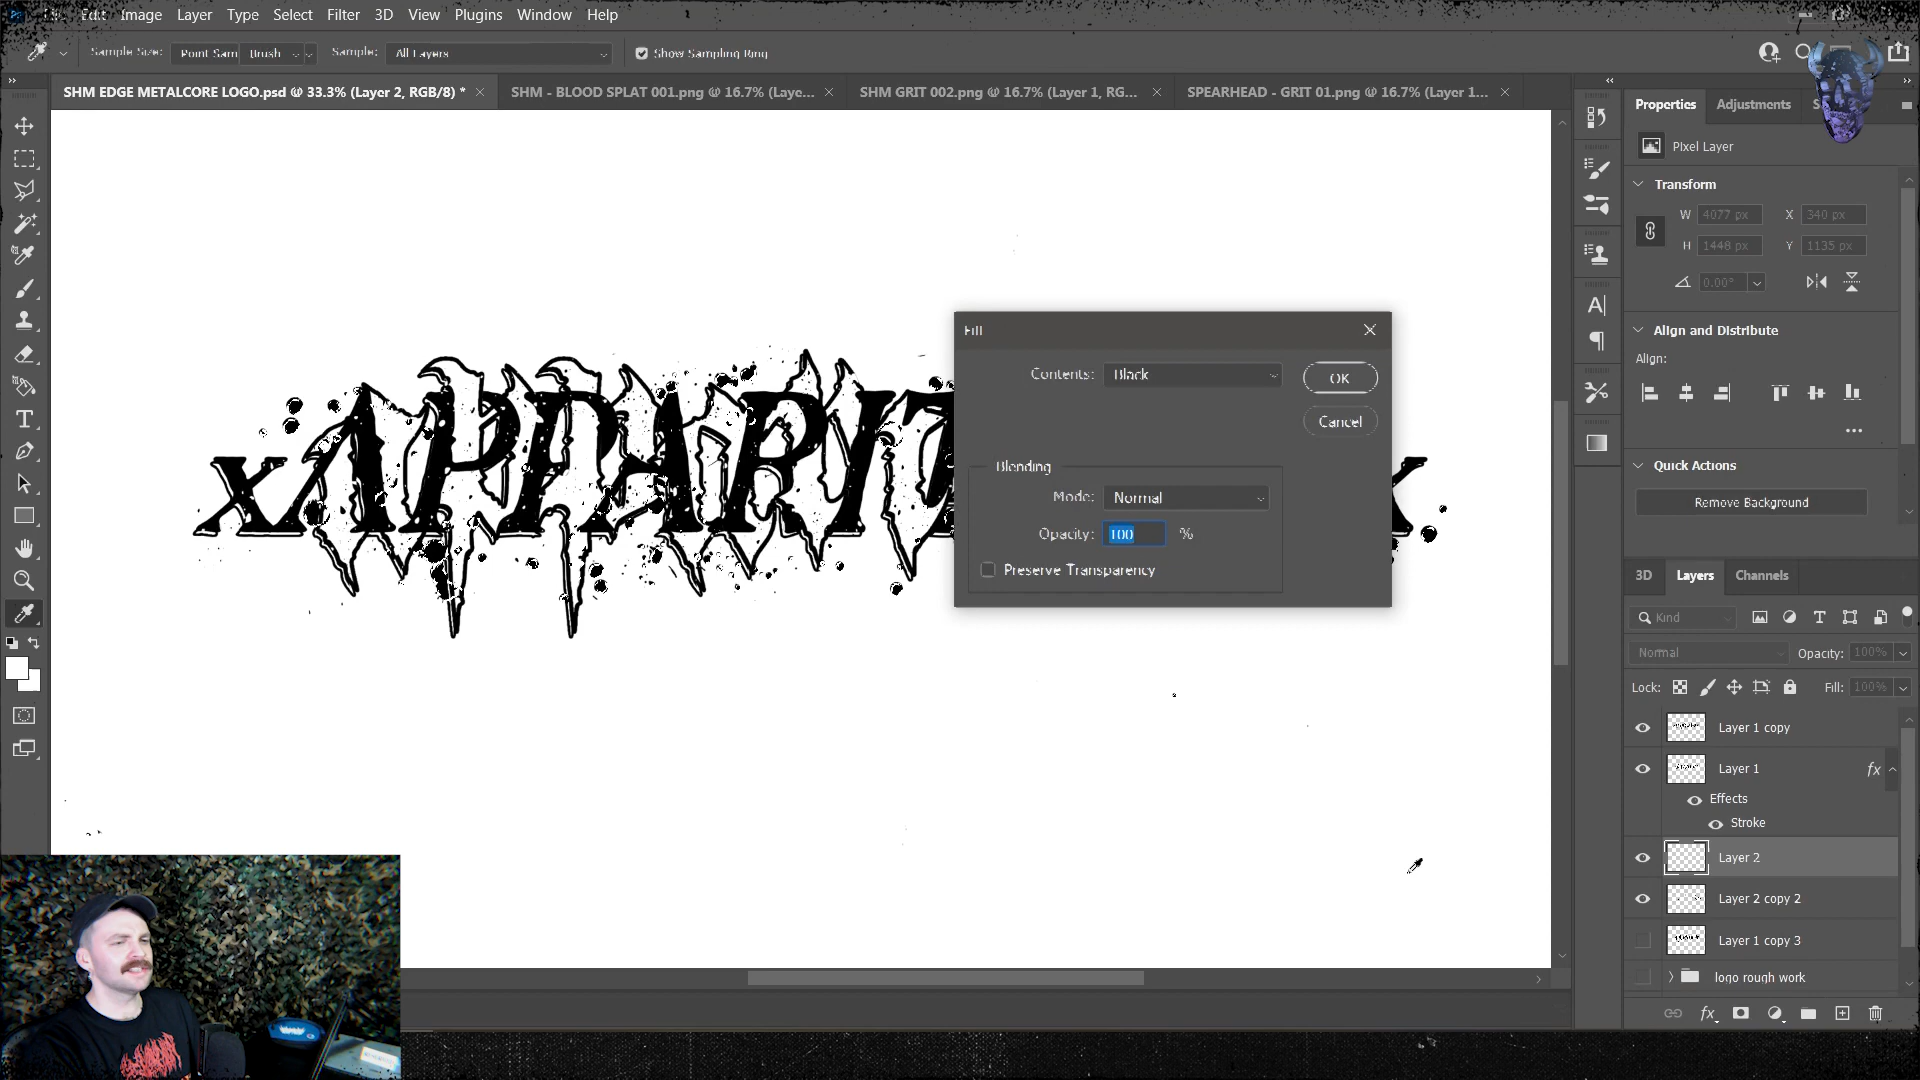 Ps File Edit Image Layer Type Select Filter 3D View Plugins Window Help
Sample Size: Point Sam Brush Sample: All Layers Show Sampling Ring
SHM EDGE METALCORE LOGO.psd @ 33.3% (Layer 2, RGB/8) *
SHM - BLOOD SPLAT 001.png @ 16.7% (Laye...
SHM GRIT 002.png @ 16.7% (Layer 1, RG...
SPEARHEAD - GRIT 01.png @ 16.7% (Layer 1...
Properties Adjustments
Pixel Layer
Transform
W 4077 px X 340 px
H 1448 px Y 1135 px
0.00°
Align and Distribute
Align:
Quick Actions
Remove Background
3D Layers Channels
Kind
Normal Opacity: 100%
Lock: Fill: 100%
Layer 1 copy
Layer 1 fx
Effects
Stroke
Layer 2
Layer 2 copy 2
Layer 1 copy 3
logo rough work
fx
Fill
Contents: Black OK
Cancel
Blending
Mode: Normal
Opacity: 100 %
Preserve Transparency